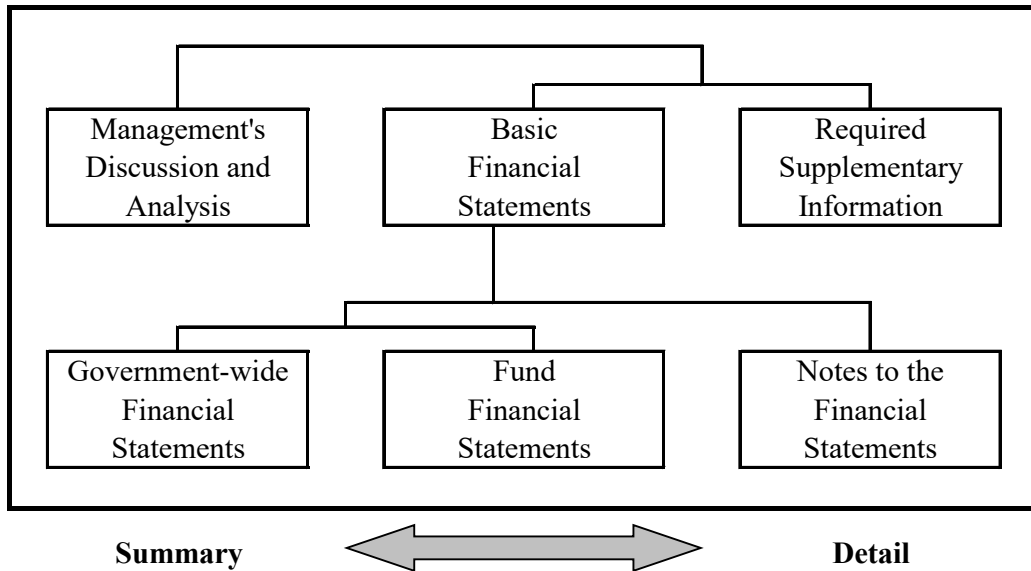 Management's
Discussion and
Analysis
Basic
Financial
Statements
Required
Supplementary
Information
Government-wide
Financial
Statements
Fund
Financial
Statements
Notes to the
Financial
Statements
Summary
Detail